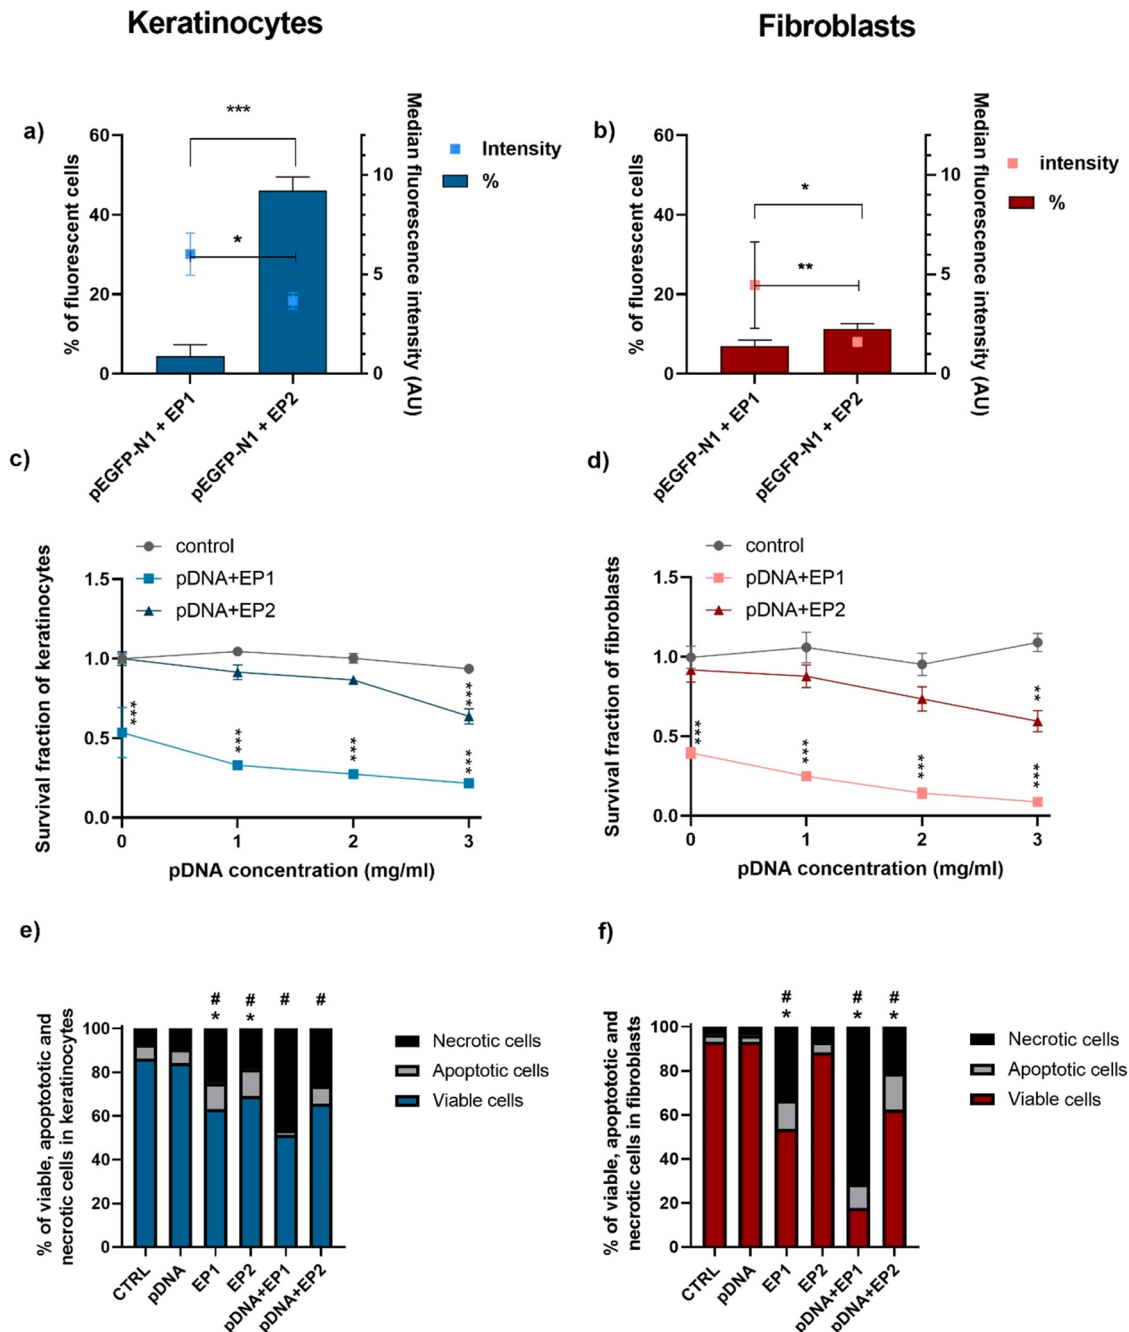 Keratinocytes
Fibroblasts
a)
% of fluorescent cells
60
40
20
0
***
*
Median fluorescence intensity (AU)
10
5
0
Intensity
%
pEGFP-N1 + EP1
pEGFP-N1 + EP2
b)
% of fluorescent cells
60
40
20
0
*
**
Median fluorescence intensity (AU)
10
5
0
intensity
%
pEGFP-N1 + EP1
pEGFP-N1 + EP2
c)
control
pDNA+EP1
pDNA+EP2
Survival fraction of keratinocytes
1.5
1.0
0.5
0.0
***
***
***
***
***
0
1
2
3
pDNA concentration (mg/ml)
d)
control
pDNA+EP1
pDNA+EP2
Survival fraction of fibroblasts
1.5
1.0
0.5
0.0
***
***
***
**
***
0
1
2
3
pDNA concentration (mg/ml)
e)
% of viable, apoptototic and
necrotic cells in keratinocytes
100
80
60
40
20
0
# # # #
* *
Necrotic cells
Apoptotic cells
Viable cells
CTRL
pDNA
EP1
EP2
pDNA+EP1
pDNA+EP2
f)
% of viable, apoptototic and
necrotic cells in fibroblasts
100
80
60
40
20
0
# # #
* * *
Necrotic cells
Apoptotic cells
Viable cells
CTRL
pDNA
EP1
EP2
pDNA+EP1
pDNA+EP2